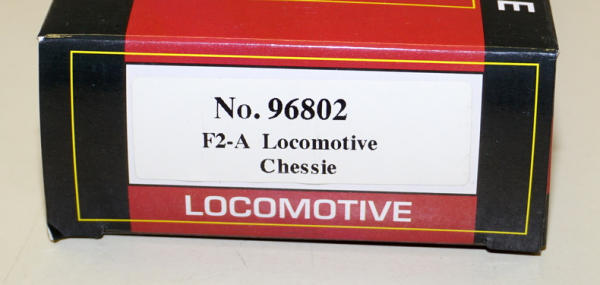 E
No. 96802
F2-A Locomotive
Chessie
LOCOMOTIVE